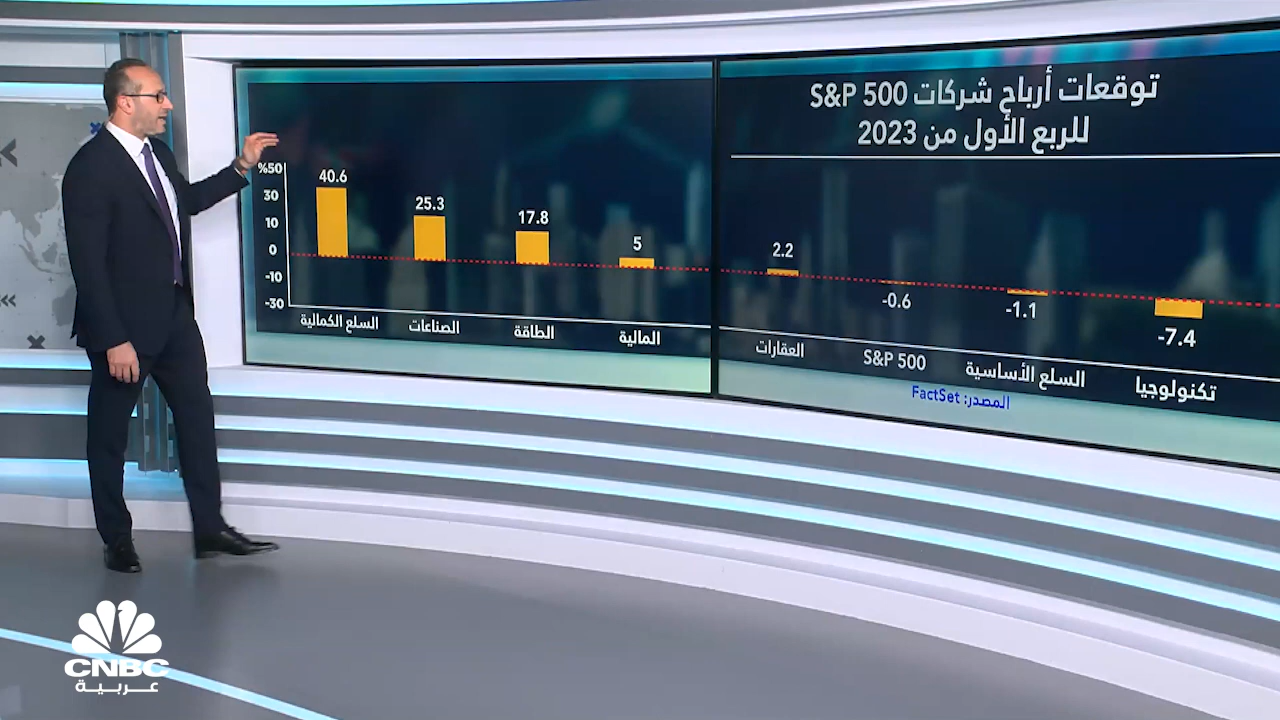 توقعات أرباح شركات S&P 500
للربع الأول من 2023
%50
30
10
0
-10
-30
40.6
25.3
17.8
5
2.2
-0.6
-1.1
-7.4
السلع الكمالية
الصناعات
الطاقة
المالية
العقارات
S&P 500
السلع الأساسية
تكنولوجيا
المصدر: FactSet
CNBC
عربية